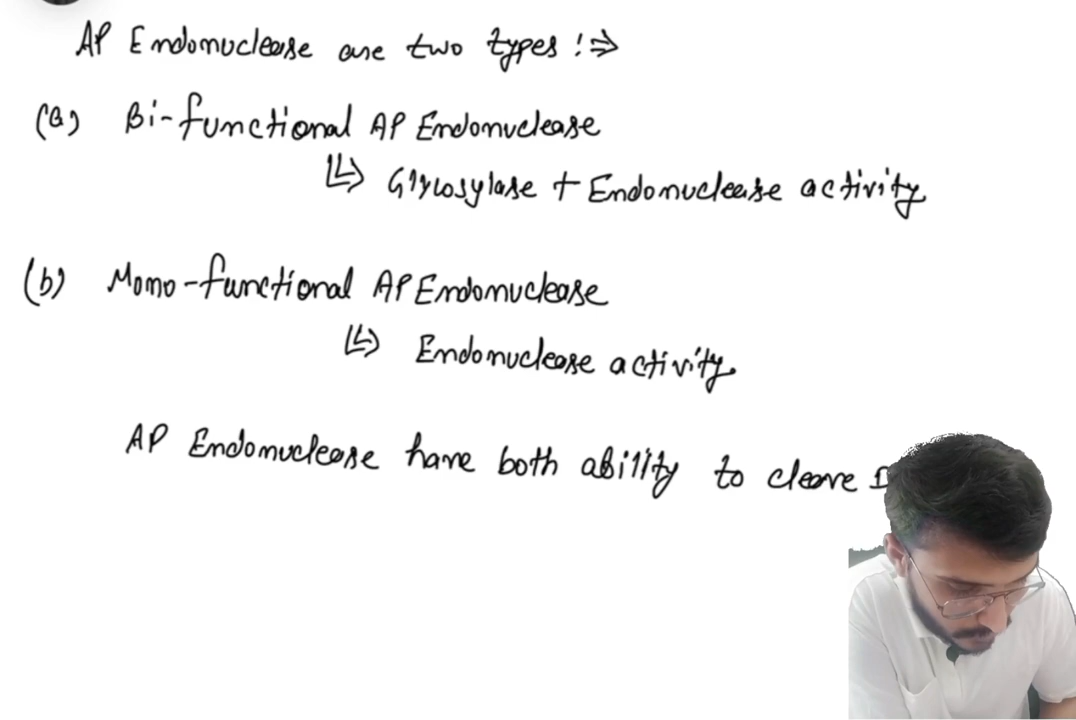 AP Endonuclease are two types :⇒
(a) Bi-functional AP Endonuclease
↳ Glycosylase + Endonuclease activity
(b) Mono-functional AP Endonuclease
↳ Endonuclease activity
AP Endonuclease have both ability to cleave